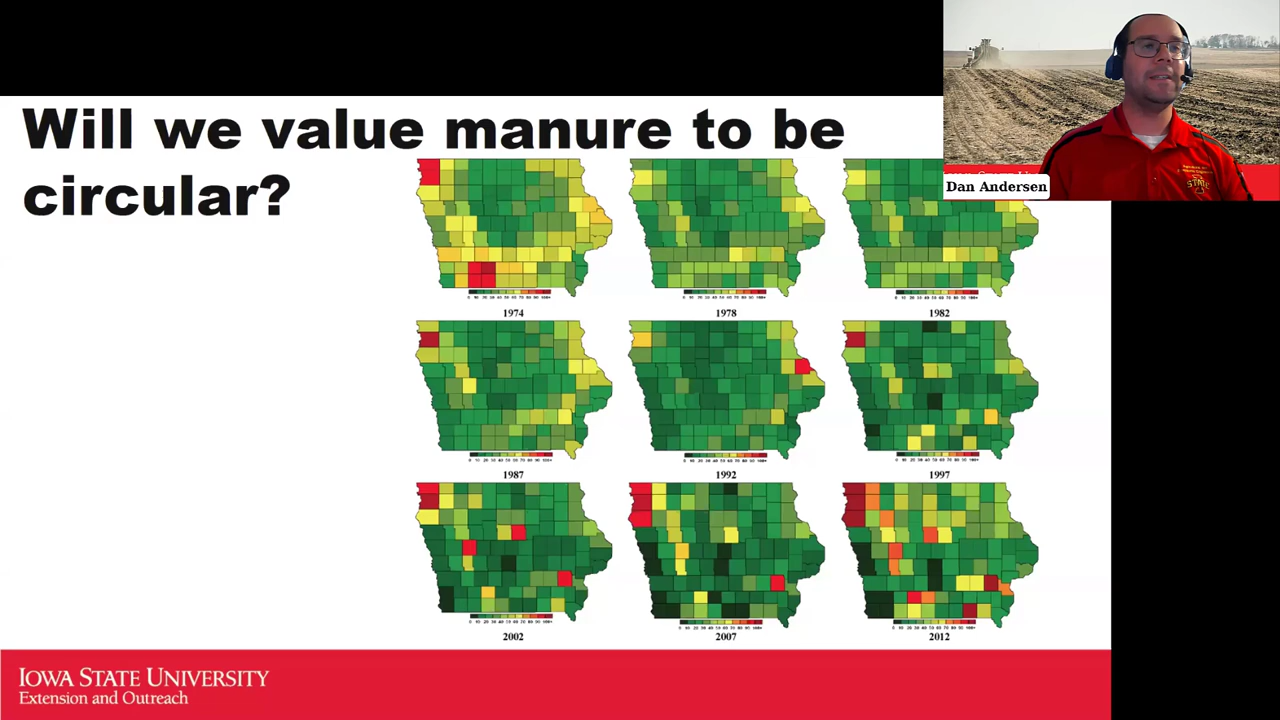 Will we value manure to be
circular?
Dan Andersen
1974
1978
1982
1987
1992
1997
2002
2007
2012
IOWA STATE UNIVERSITY
Extension and Outreach